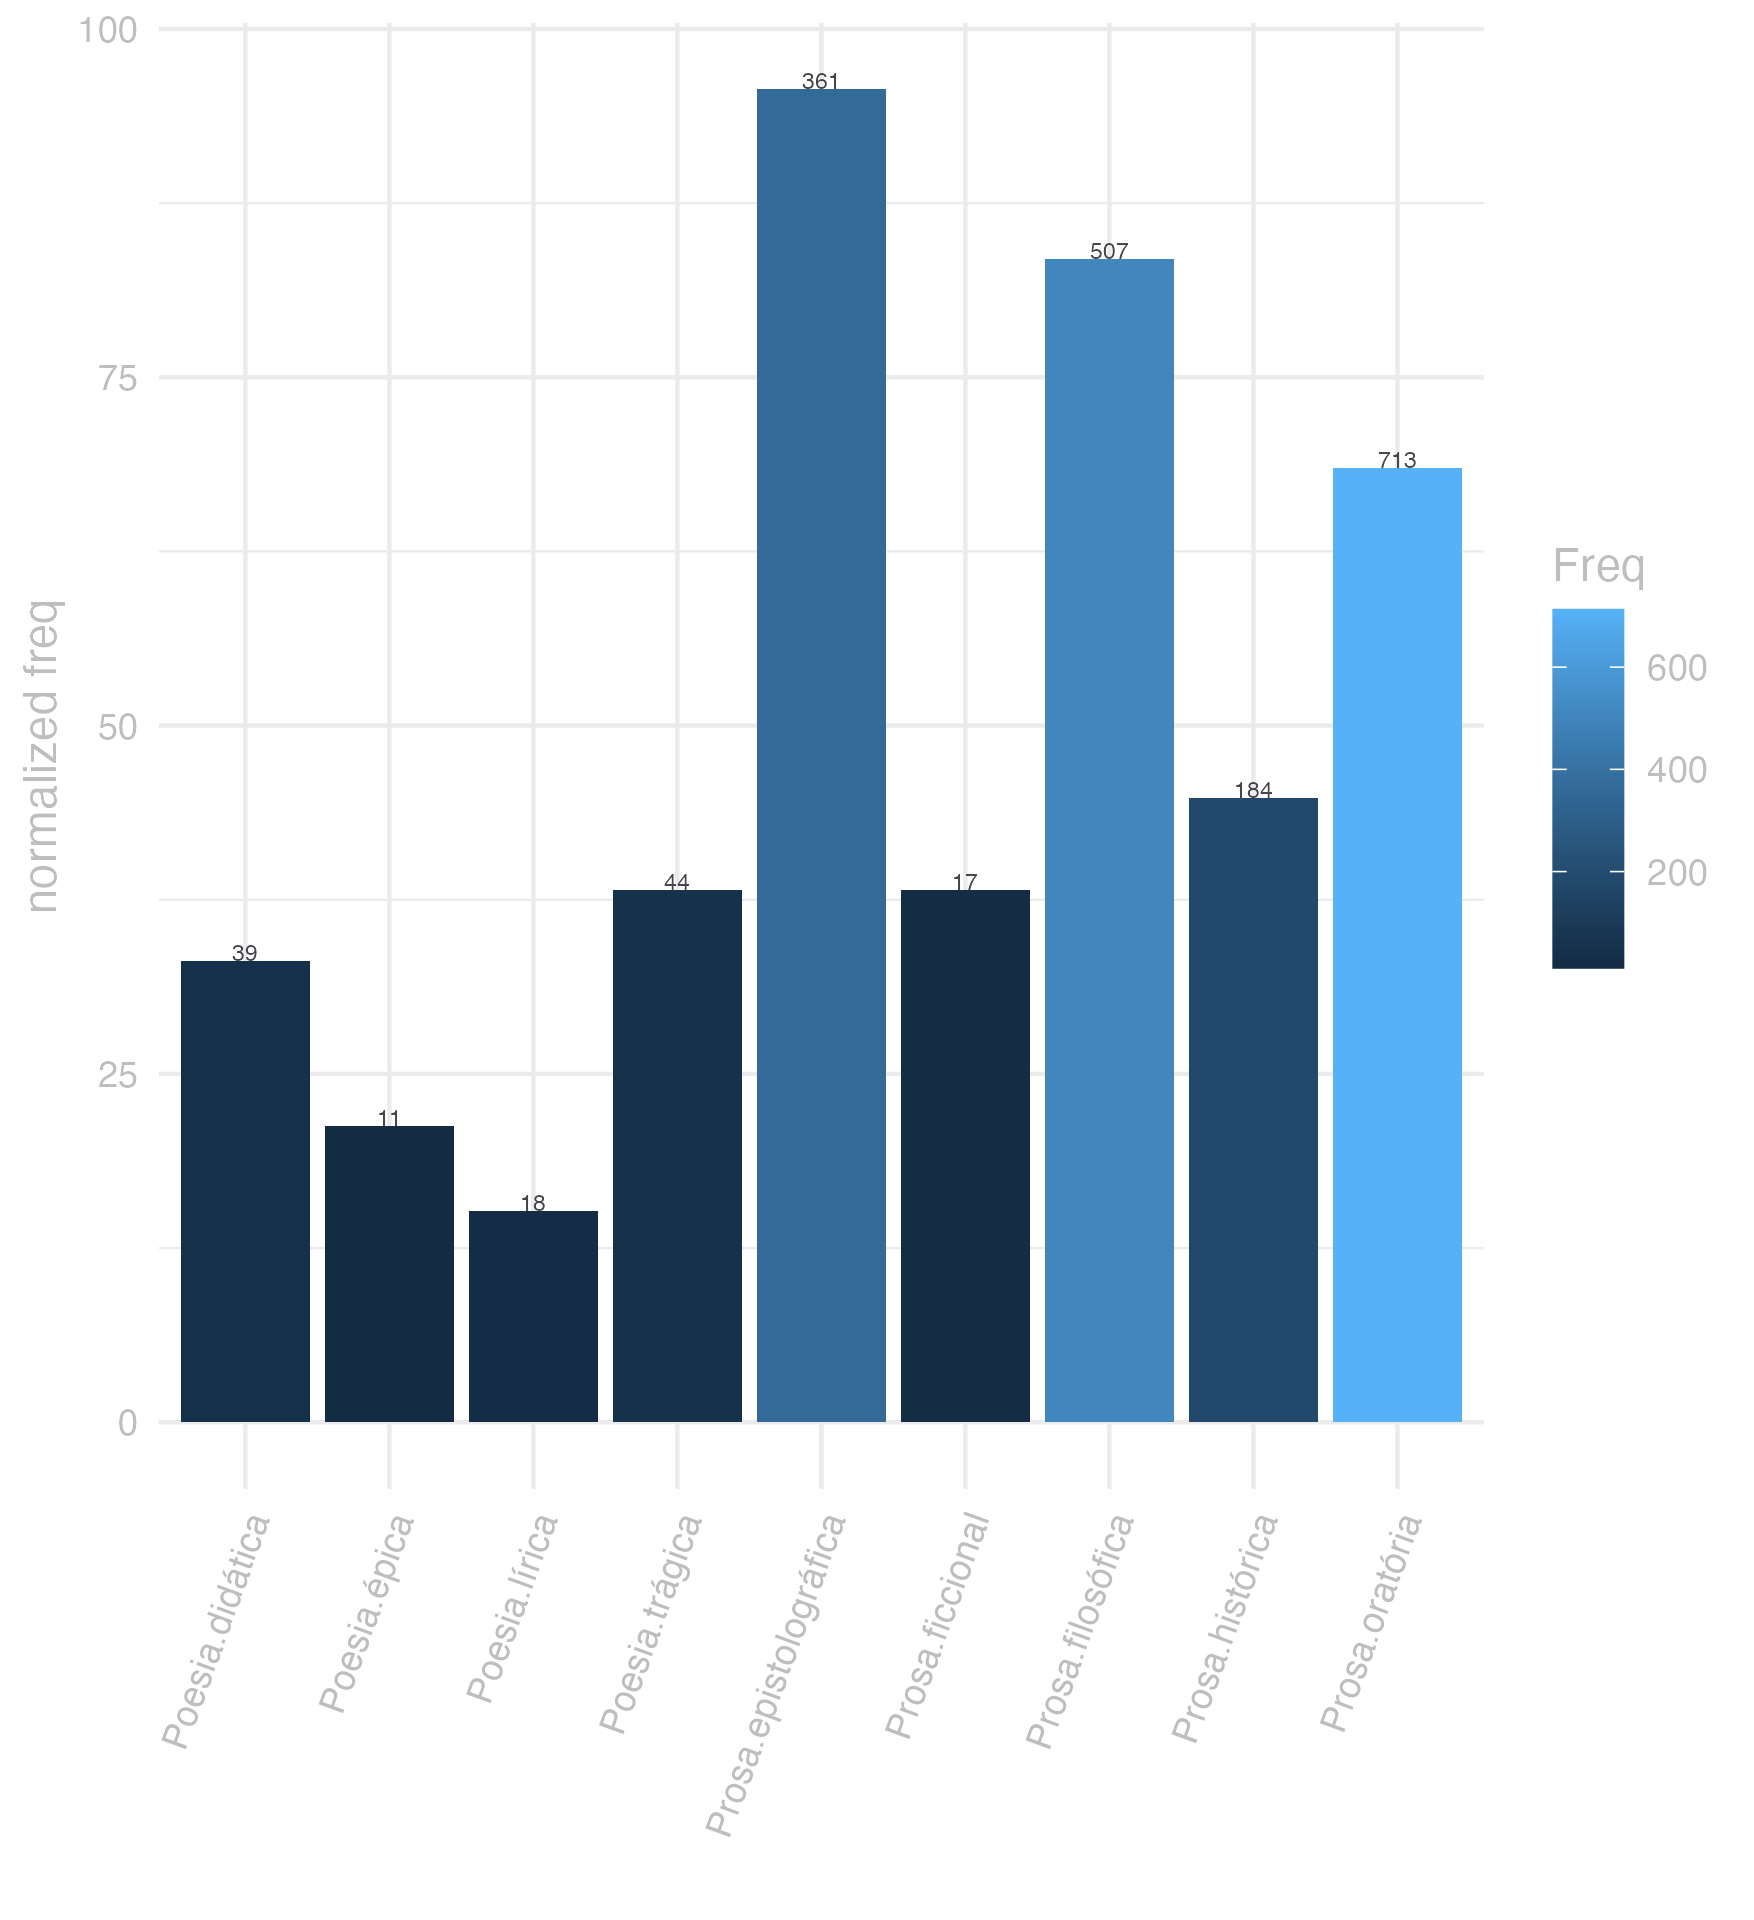 100
75
50
25
0
normalized freq
39
11
18
44
361
17
507
184
713
Poesia.didática
Poesia.épica
Poesia.lírica
Poesia.trágica
Prosa.epistolográfica
Prosa.ficcional
Prosa.filosófica
Prosa.histórica
Prosa.oratória
Freq
600
400
200